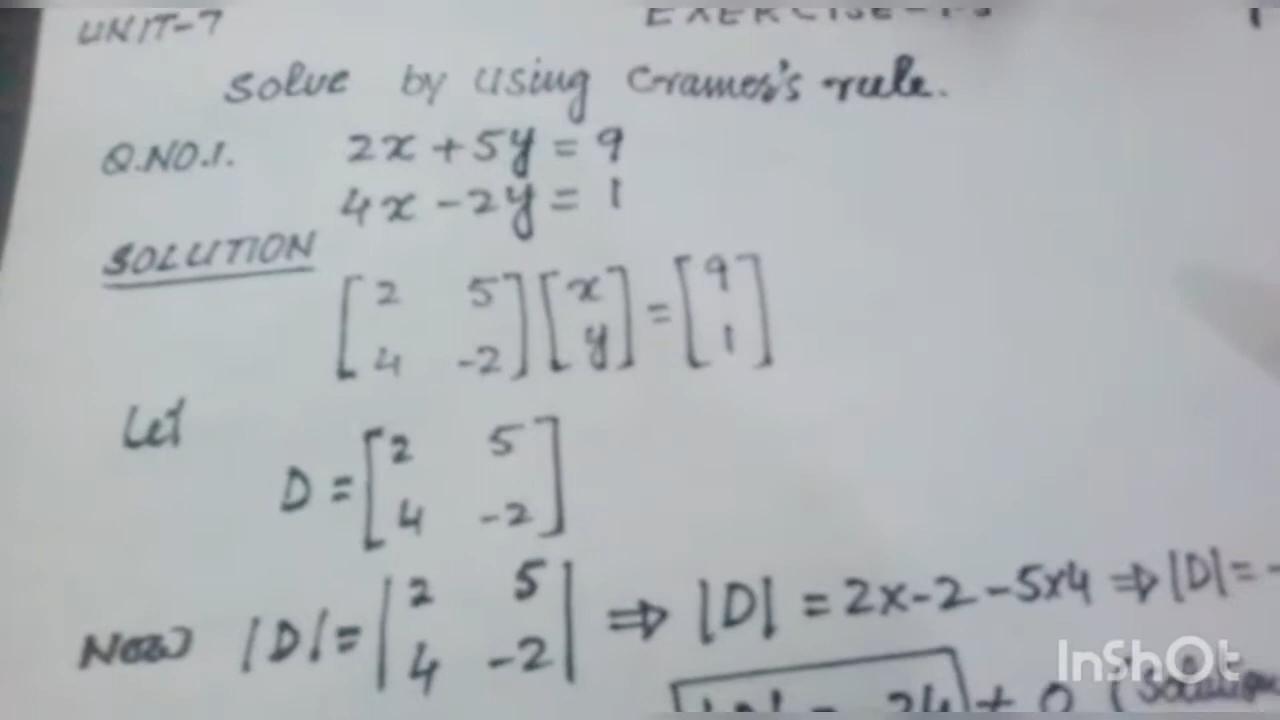 UNIT-7
Solve by using Cramer's rule.
Q.NO.1. 2x + 5y = 9
4x - 2y = 1
SOLUTION
[2 5 [x = [9
4 -2] y] 1]
Let
D = [2 5
4 -2]
Now |D| = |2 5
4 -2| ⇒ |D| = 2x-2 - 5x4 ⇒ |D| = -
InShOt